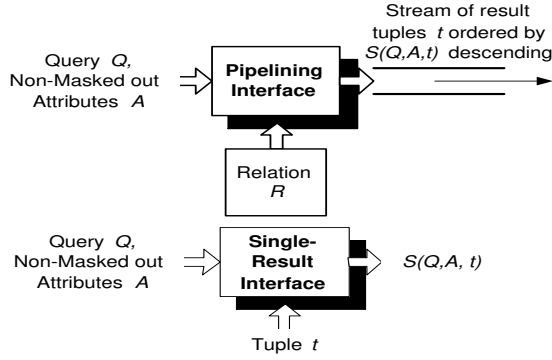 Stream of result
tuples t ordered by
S(Q,A,t) descending
Query Q,
Non-Masked out
Attributes A
Pipelining
Interface
Relation
R
Query Q,
Non-Masked out
Attributes A
Single-
Result
Interface
S(Q,A, t)
Tuple t